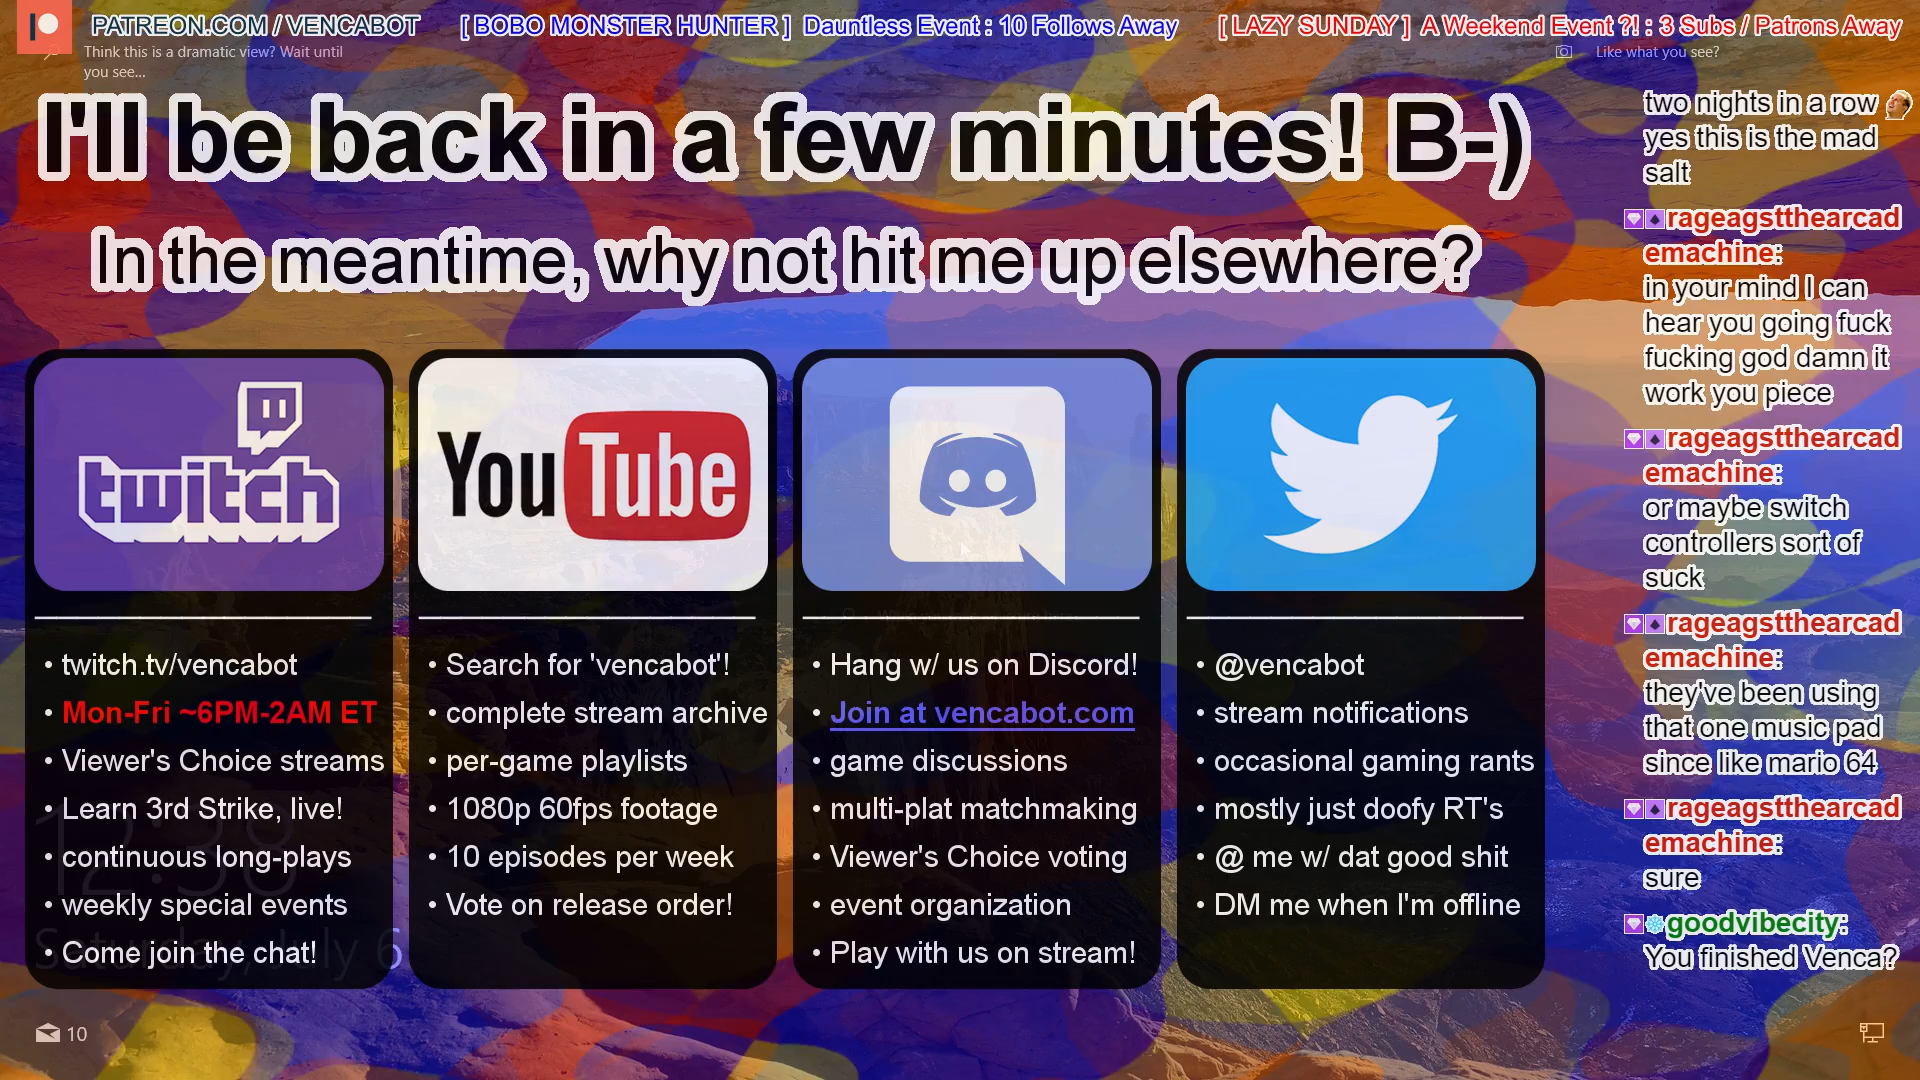 PATREON.COM / VENCABOT [ BOBO MONSTER HUNTER ] Dauntless Event : 10 Follows Away [ LAZY SUNDAY ] A Weekend Event ?! : 3 Subs / Patrons Away
Think this is a dramatic view? Wait until
you see...
Like what you see?
I'll be back in a few minutes! B-)
In the meantime, why not hit me up elsewhere?
twitch
• twitch.tv/vencabot
• Mon-Fri ~6PM-2AM ET
• Viewer's Choice streams
• Learn 3rd Strike, live!
• continuous long-plays
• weekly special events
• Come join the chat!
12:38
Saturday, July 6
YouTube
• Search for 'vencabot'!
• complete stream archive
• per-game playlists
• 1080p 60fps footage
• 10 episodes per week
• Vote on release order!
• Hang w/ us on Discord!
• Join at vencabot.com
• game discussions
• multi-plat matchmaking
• Viewer's Choice voting
• event organization
• Play with us on stream!
• @vencabot
• stream notifications
• occasional gaming rants
• mostly just doofy RT's
• @ me w/ dat good shit
• DM me when I'm offline
two nights in a row
yes this is the mad
salt
rageagstthearcad
emachine:
in your mind I can
hear you going fuck
fucking god damn it
work you piece
rageagstthearcad
emachine:
or maybe switch
controllers sort of
suck
rageagstthearcad
emachine:
they've been using
that one music pad
since like mario 64
rageagstthearcad
emachine:
sure
goodvibecity:
You finished Venca?
10